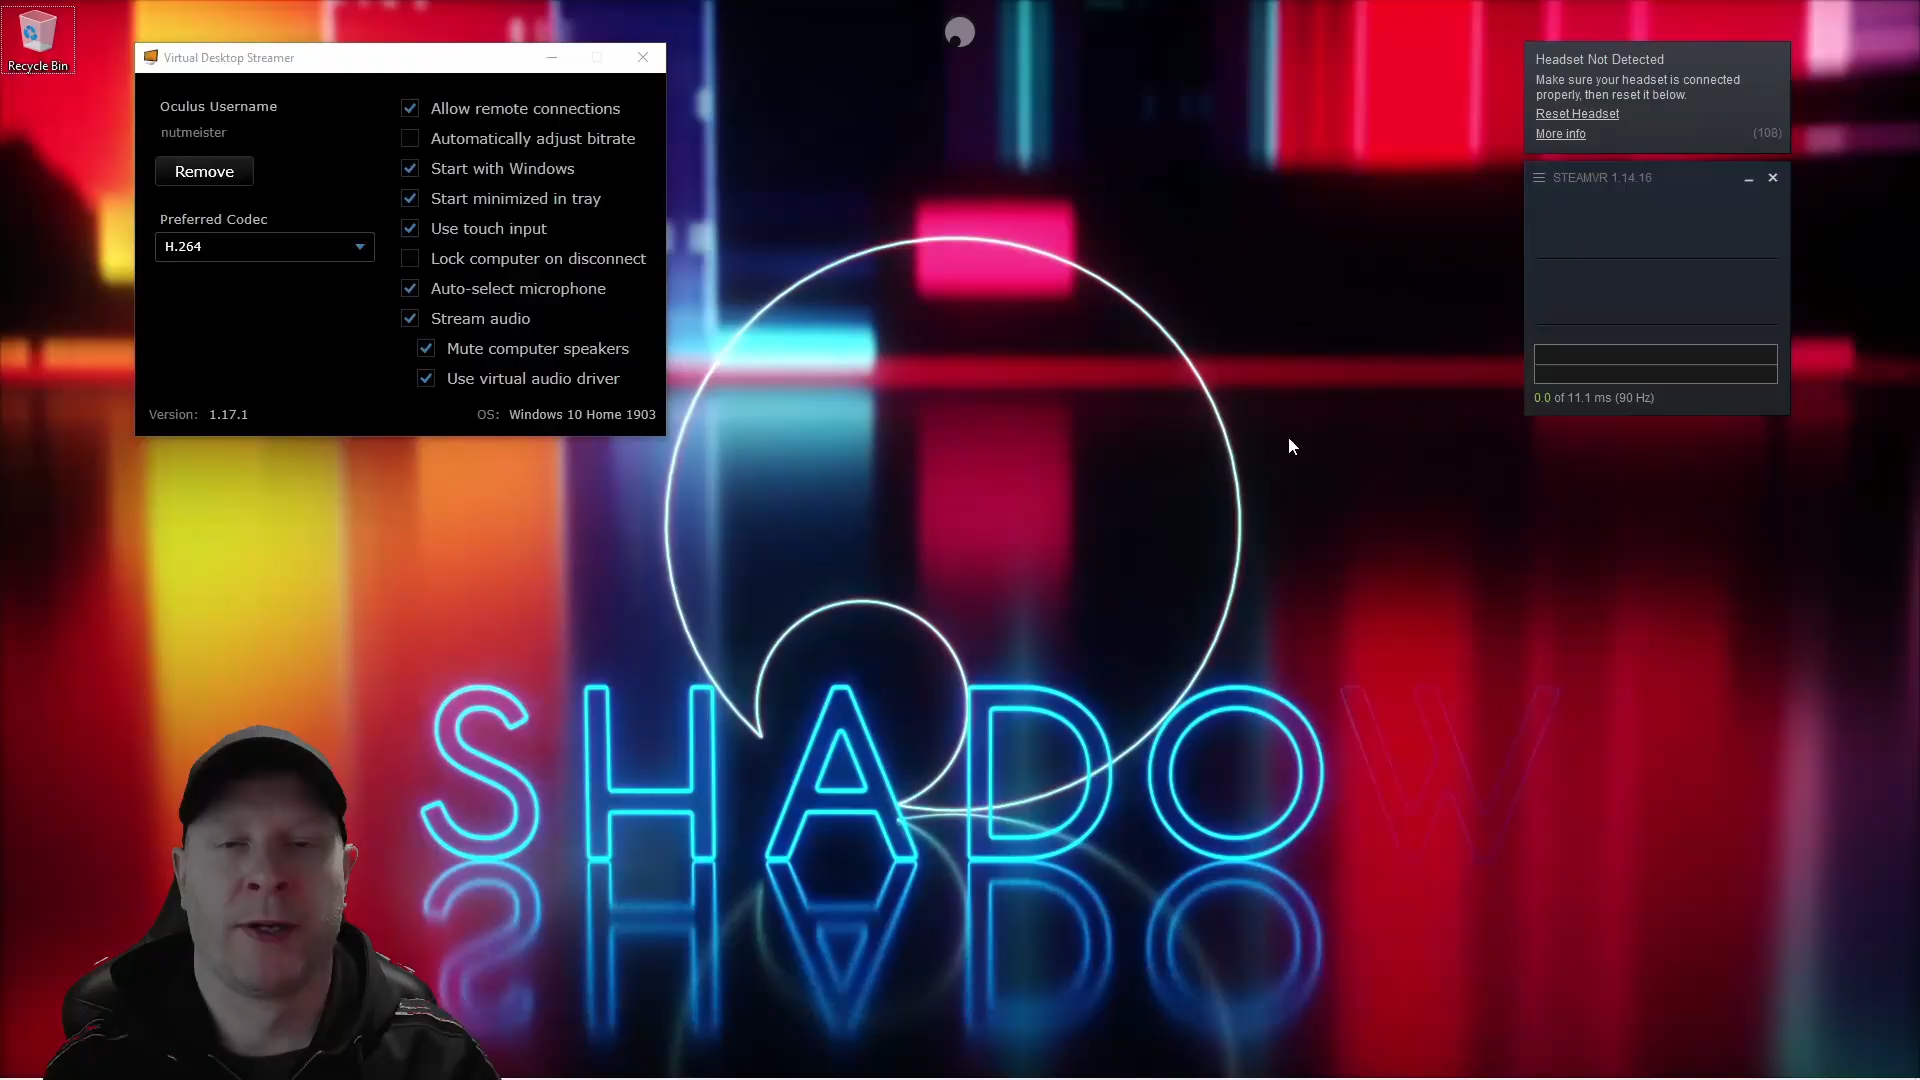 Recycle Bin
Virtual Desktop Streamer
Oculus Username
nutmeister
Remove
Preferred Codec
H.264
Allow remote connections
Automatically adjust bitrate
Start with Windows
Start minimized in tray
Use touch input
Lock computer on disconnect
Auto-select microphone
Stream audio
Mute computer speakers
Use virtual audio driver
Version: 1.17.1
OS: Windows 10 Home 1903
Headset Not Detected
Make sure your headset is connected
properly, then reset it below.
Reset Headset
More info (108)
STEAMVR 1.14.16
0.0 of 11.1 ms (90 Hz)
SHADOW